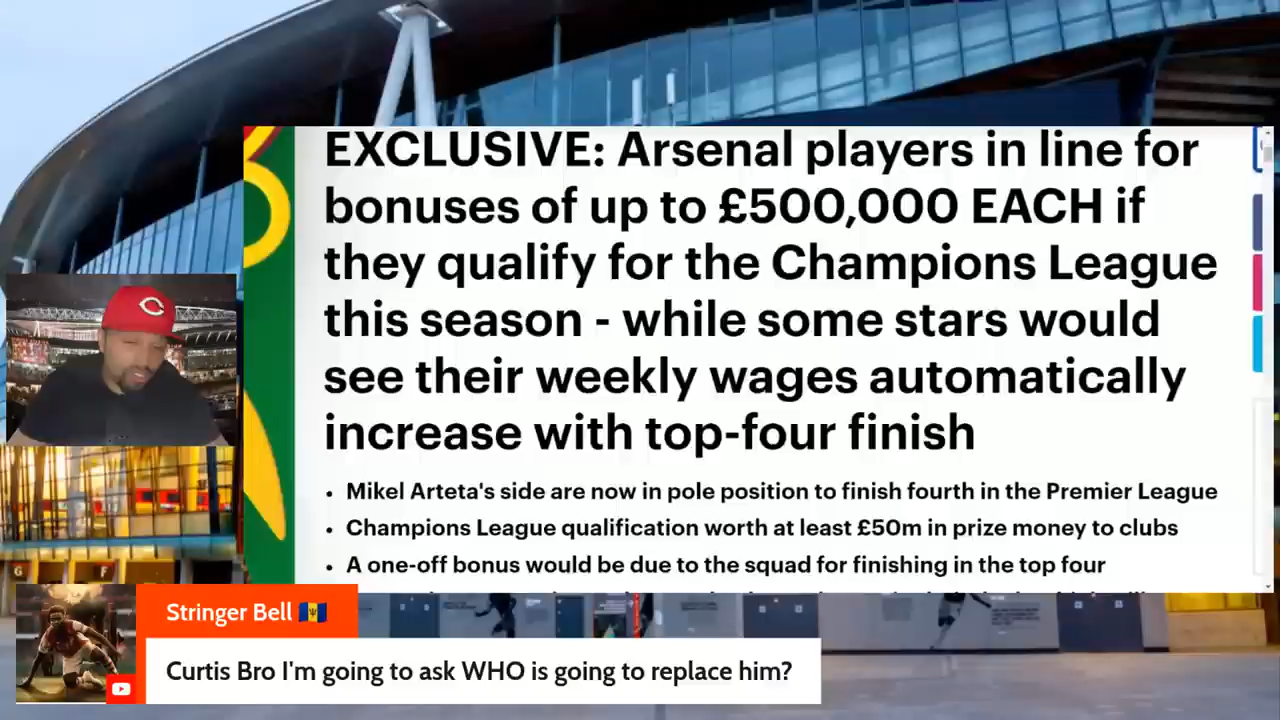 EXCLUSIVE: Arsenal players in line for
bonuses of up to £500,000 EACH if
they qualify for the Champions League
this season - while some stars would
see their weekly wages automatically
increase with top-four finish
• Mikel Arteta's side are now in pole position to finish fourth in the Premier League
• Champions League qualification worth at least £50m in prize money to clubs
• A one-off bonus would be due to the squad for finishing in the top four
G F
Stringer Bell
Curtis Bro I'm going to ask WHO is going to replace him?